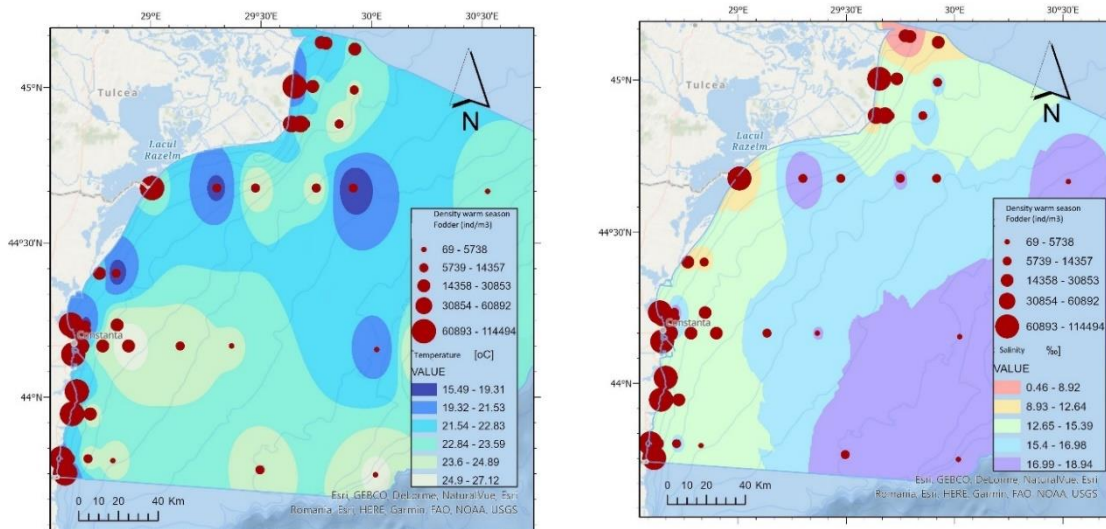 29°0'E 29°30'E 30°0'E 30°30'E
45°N
44°30'N
44°N
Tulcea
Lacul
Razelm
Constanta
N
Density warm season
Fodder (ind/m3)
69 - 5738
5739 - 14357
14358 - 30853
30854 - 60892
60893 - 114494
Temperature [oC]
VALUE
15.49 - 19.31
19.32 - 21.53
21.54 - 22.83
22.84 - 23.59
23.6 - 24.89
24.9 - 27.12
0 10 20 40 Km
Esri, GEBCO, DeLorme, NaturalVue, Esri
Romania, Esri, HERE, Garmin, FAO, NOAA, USGS
29°0'E 29°30'E 30°0'E 30°30'E
45°N
44°30'N
44°N
Tulcea
Lacul
Razelm
Constanta
N
Density warm season
Fodder (ind/m3)
69 - 5738
5739 - 14357
14358 - 30853
30854 - 60892
60893 - 114494
Salinity ‰]
VALUE
0.46 - 8.92
8.93 - 12.64
12.65 - 15.39
15.4 - 16.98
16.99 - 18.94
0 10 20 40 Km
Esri, GEBCO, DeLorme, NaturalVue, Esri
Romania, Esri, HERE, Garmin, FAO, NOAA, USGS